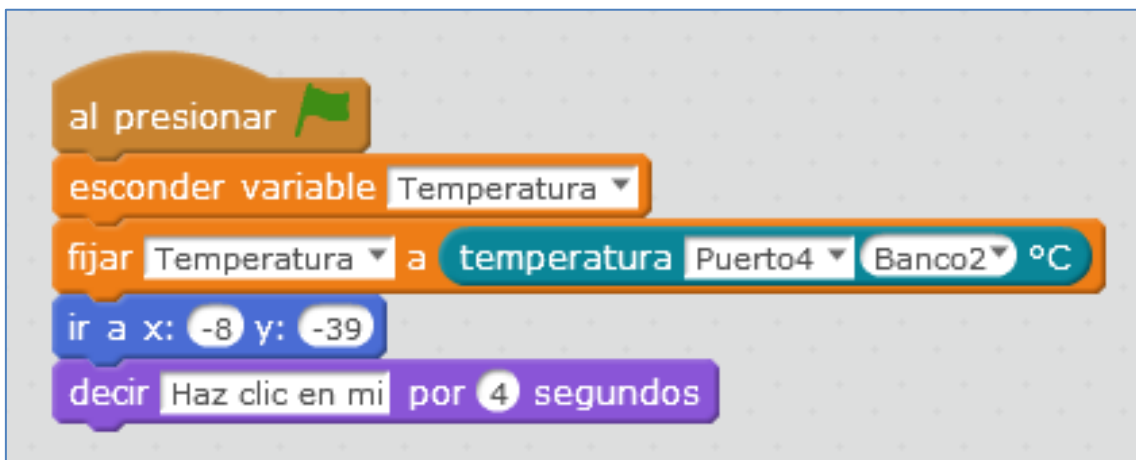 al presionar
esconder variable Temperatura
fijar Temperatura a temperatura Puerto4 Banco2 ºC
ir a x: -8 y: -39
decir Haz clic en mi por 4 segundos